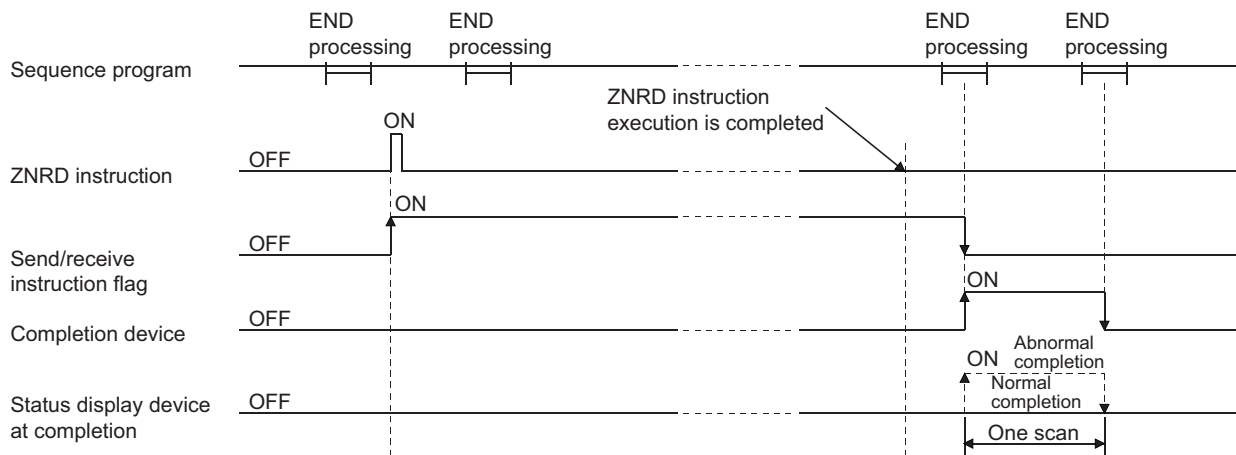 END
processing
END
processing
END
processing
END
processing
Sequence program
ZNRD instruction
execution is completed
ON
OFF
ZNRD instruction
ON
OFF
Send/receive
instruction flag
ON
OFF
Completion device
ON
Abnormal
completion
OFF
Normal
completion
Status display device
at completion
One scan